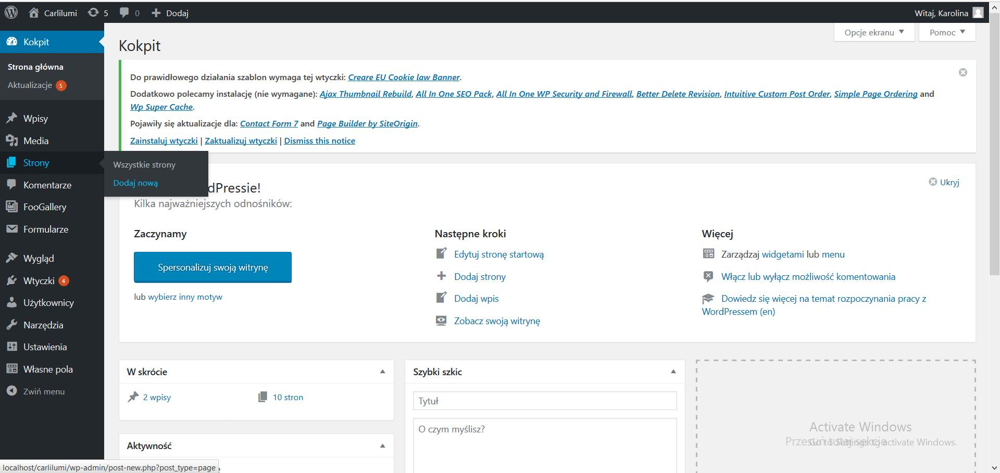 Carlilumi 5 0 Dodaj Witaj, Karolina
Kokpit
Strona główna
Aktualizacje 5
Wpisy
Media
Strony
Komentarze
FooGallery
Formularze
Wygląd
Wtyczki 4
Użytkownicy
Narzędzia
Ustawienia
Własne pola
Zwiń menu
Wszystkie strony
Dodaj nową
Opcje ekranu Pomoc
Kokpit
Do prawidłowego działania szablon wymaga tej wtyczki: Creare EU Cookie law Banner.
Dodatkowo polecamy instalację (nie wymagane): Ajax Thumbnail Rebuild, All In One SEO Pack, All In One WP Security and Firewall, Better Delete Revision, Intuitive Custom Post Order, Simple Page Ordering and
Wp Super Cache.
Pojawiły się aktualizacje dla: Contact Form 7 and Page Builder by SiteOrigin.
Zainstaluj wtyczki | Zaktualizuj wtyczki | Dismiss this notice
dPressie!
Ukryj
Kilka najważniejszych odnośników:
Zaczynamy
Spersonalizuj swoją witrynę
lub wybierz inny motyw
Następne kroki
Edytuj stronę startową
Dodaj strony
Dodaj wpis
Zobacz swoją witrynę
Więcej
Zarządzaj widgetami lub menu
Włącz lub wyłącz możliwość komentowania
Dowiedz się więcej na temat rozpoczynania pracy z
WordPressem (en)
W skrócie
2 wpisy 10 stron
Aktywność
Szybki szkic
Tytuł
O czym myślisz?
Activate Windows
Przesuń tutaj sekcje
Go to Settings to activate Windows.
localhost/carlilumi/wp-admin/post-new.php?post_type=page